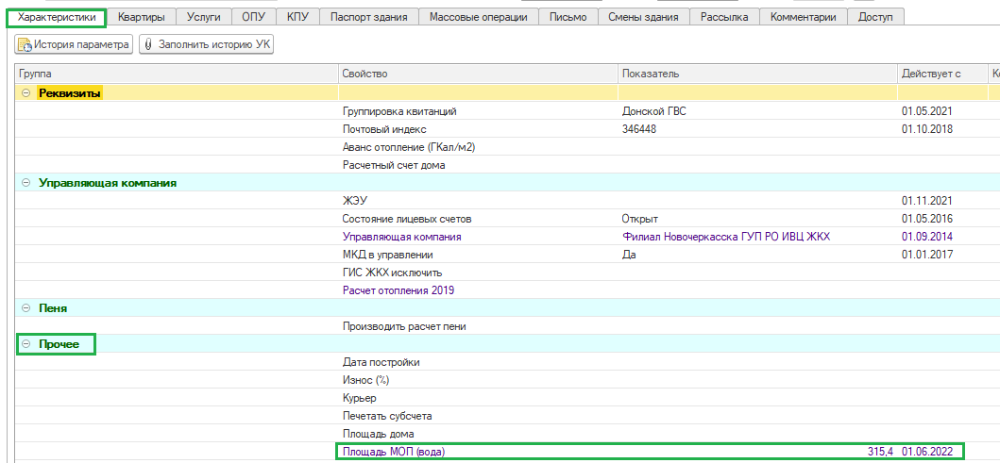 Характеристики Квартиры Услуги ОПУ КПУ Паспорт здания Массовые операции Письмо Смены здания Рассылка Комментарии Доступ
История параметра Заполнить историю УК
Группа Свойство Показатель Действует с
Реквизиты
Группировка квитанций Донской ГВС 01.05.2021
Почтовый индекс 346448 01.10.2018
Аванс отопление (ГКал/м2)
Расчетный счет дома
Управляющая компания
ЖЭУ 01.11.2021
Состояние лицевых счетов Открыт 01.05.2016
Управляющая компания Филиал Новочеркасска ГУП РО ИВЦ ЖКХ 01.09.2014
МКД в управлении Да 01.01.2017
ГИС ЖКХ исключить
Расчет отопления 2019
Пеня
Производить расчет пени
Прочее
Дата постройки
Износ (%)
Курьер
Печетать субсчета
Площадь дома
Площадь МОП (вода) 315,4 01.06.2022